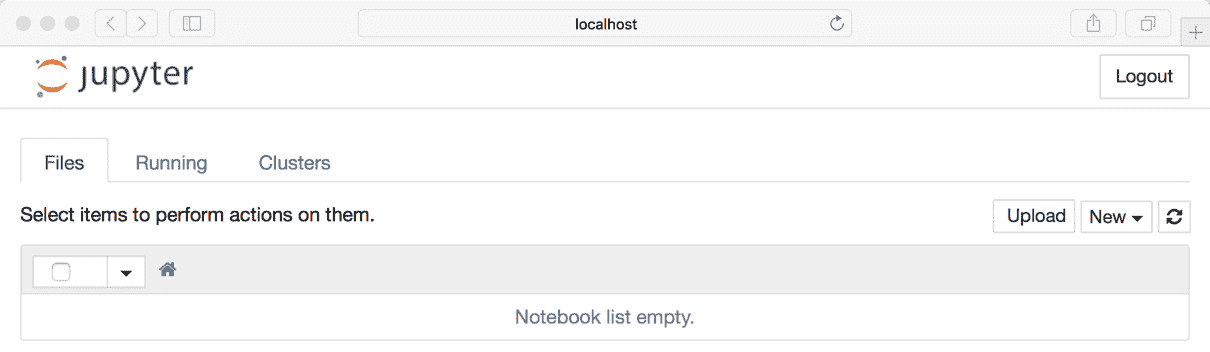 localhost
jupyter
Logout
Files Running Clusters
Select items to perform actions on them.
Upload New
Notebook list empty.